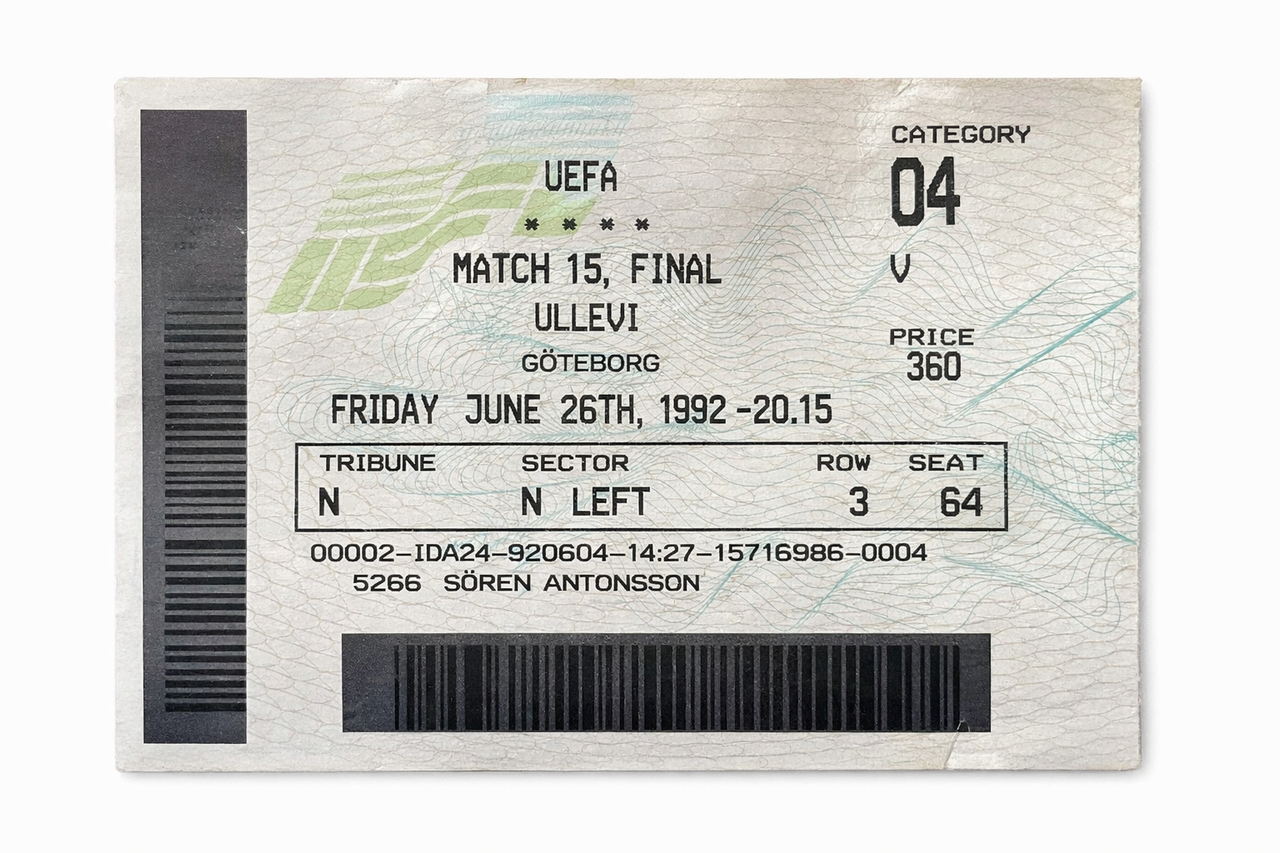 UEFA
* * * *
MATCH 15, FINAL
ULLEVI
GÖTEBORG
FRIDAY JUNE 26TH, 1992 -20.15
CATEGORY
04
V
PRICE
360
TRIBUNE SECTOR ROW SEAT
N N LEFT 3 64
00002-IDA24-920604-14:27-15716986-0004
5266 SÖREN ANTONSSON